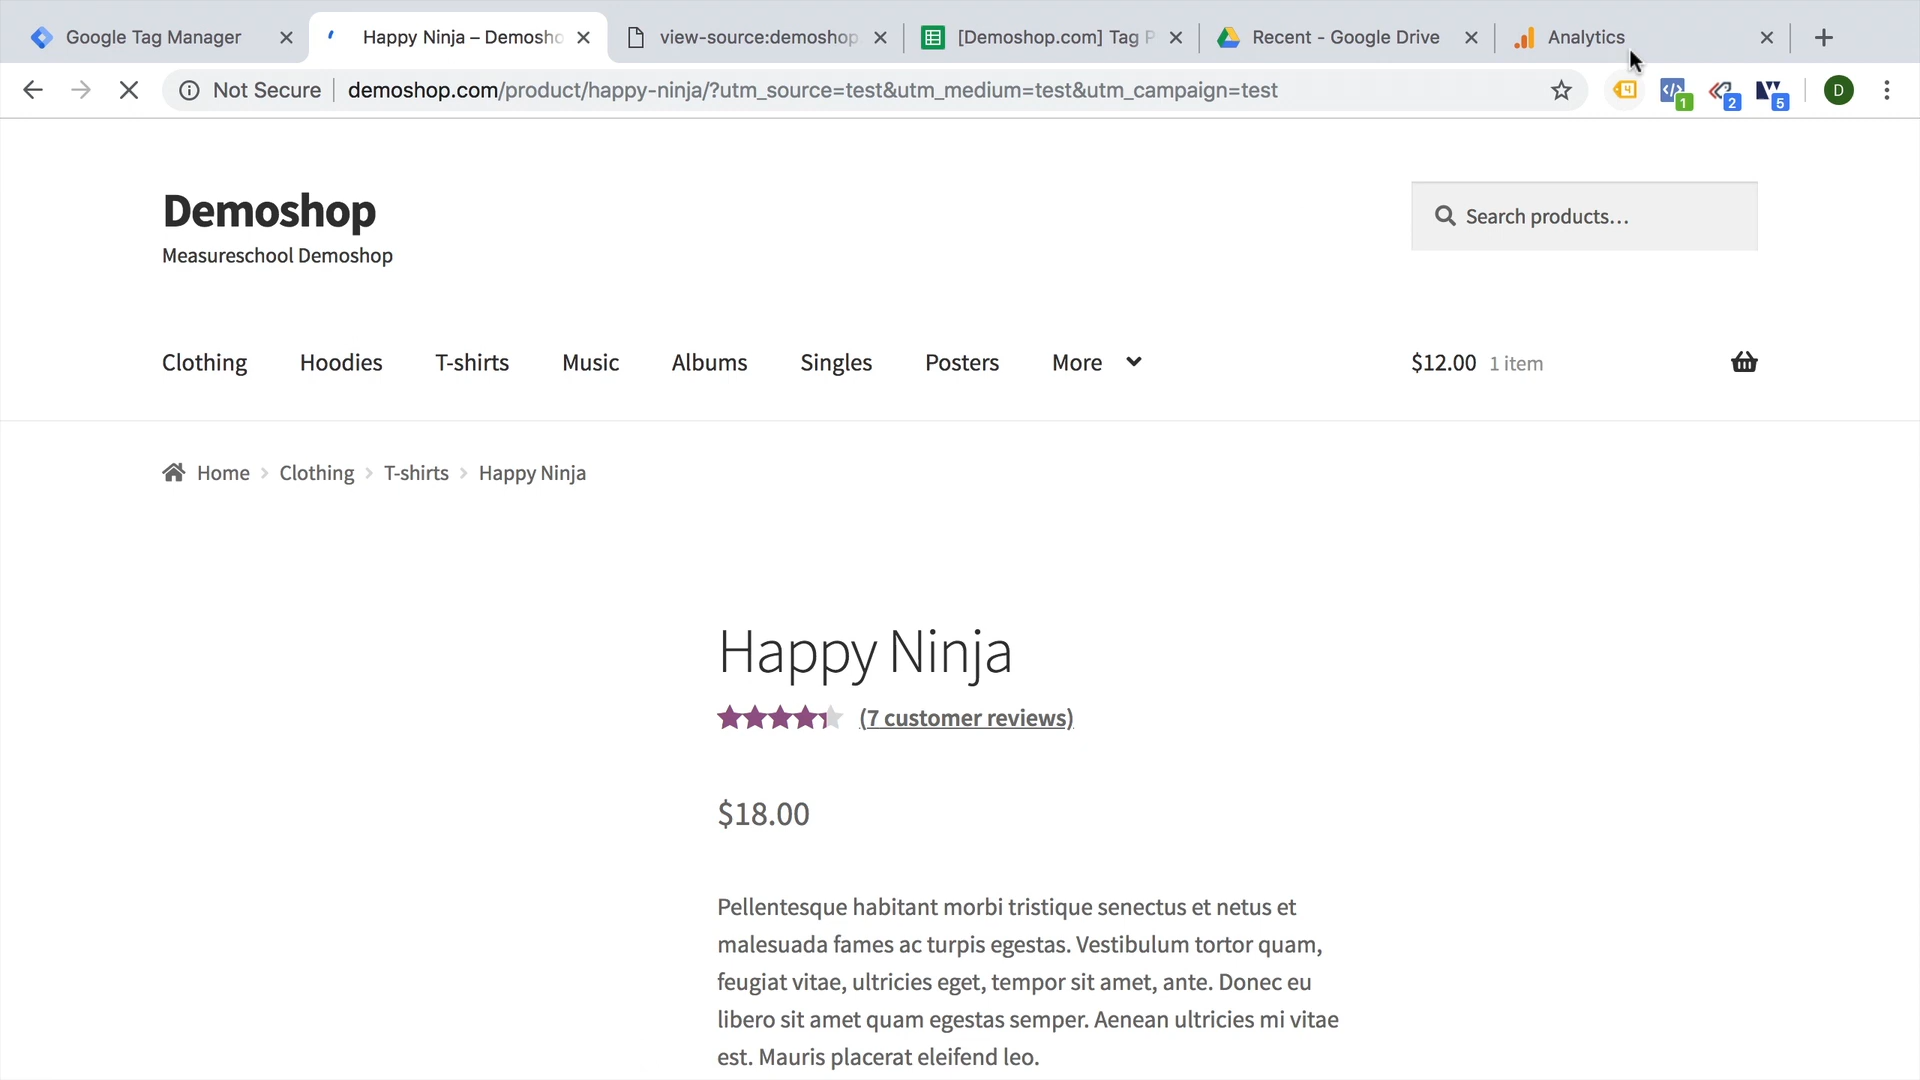 Google Tag Manager
Happy Ninja – Demosho
view-source:demoshop
[Demoshop.com] Tag P
Recent - Google Drive
Analytics
Not Secure
demoshop.com/product/happy-ninja/?utm_source=test&utm_medium=test&utm_campaign=test
4
1
2
5
D
Demoshop
Measureschool Demoshop
Search products…
Clothing
Hoodies
T-shirts
Music
Albums
Singles
Posters
More
$12.00 1 item
Home
Clothing
T-shirts
Happy Ninja
Happy Ninja
(7 customer reviews)
$18.00
Pellentesque habitant morbi tristique senectus et netus et
malesuada fames ac turpis egestas. Vestibulum tortor quam,
feugiat vitae, ultricies eget, tempor sit amet, ante. Donec eu
libero sit amet quam egestas semper. Aenean ultricies mi vitae
est. Mauris placerat eleifend leo.